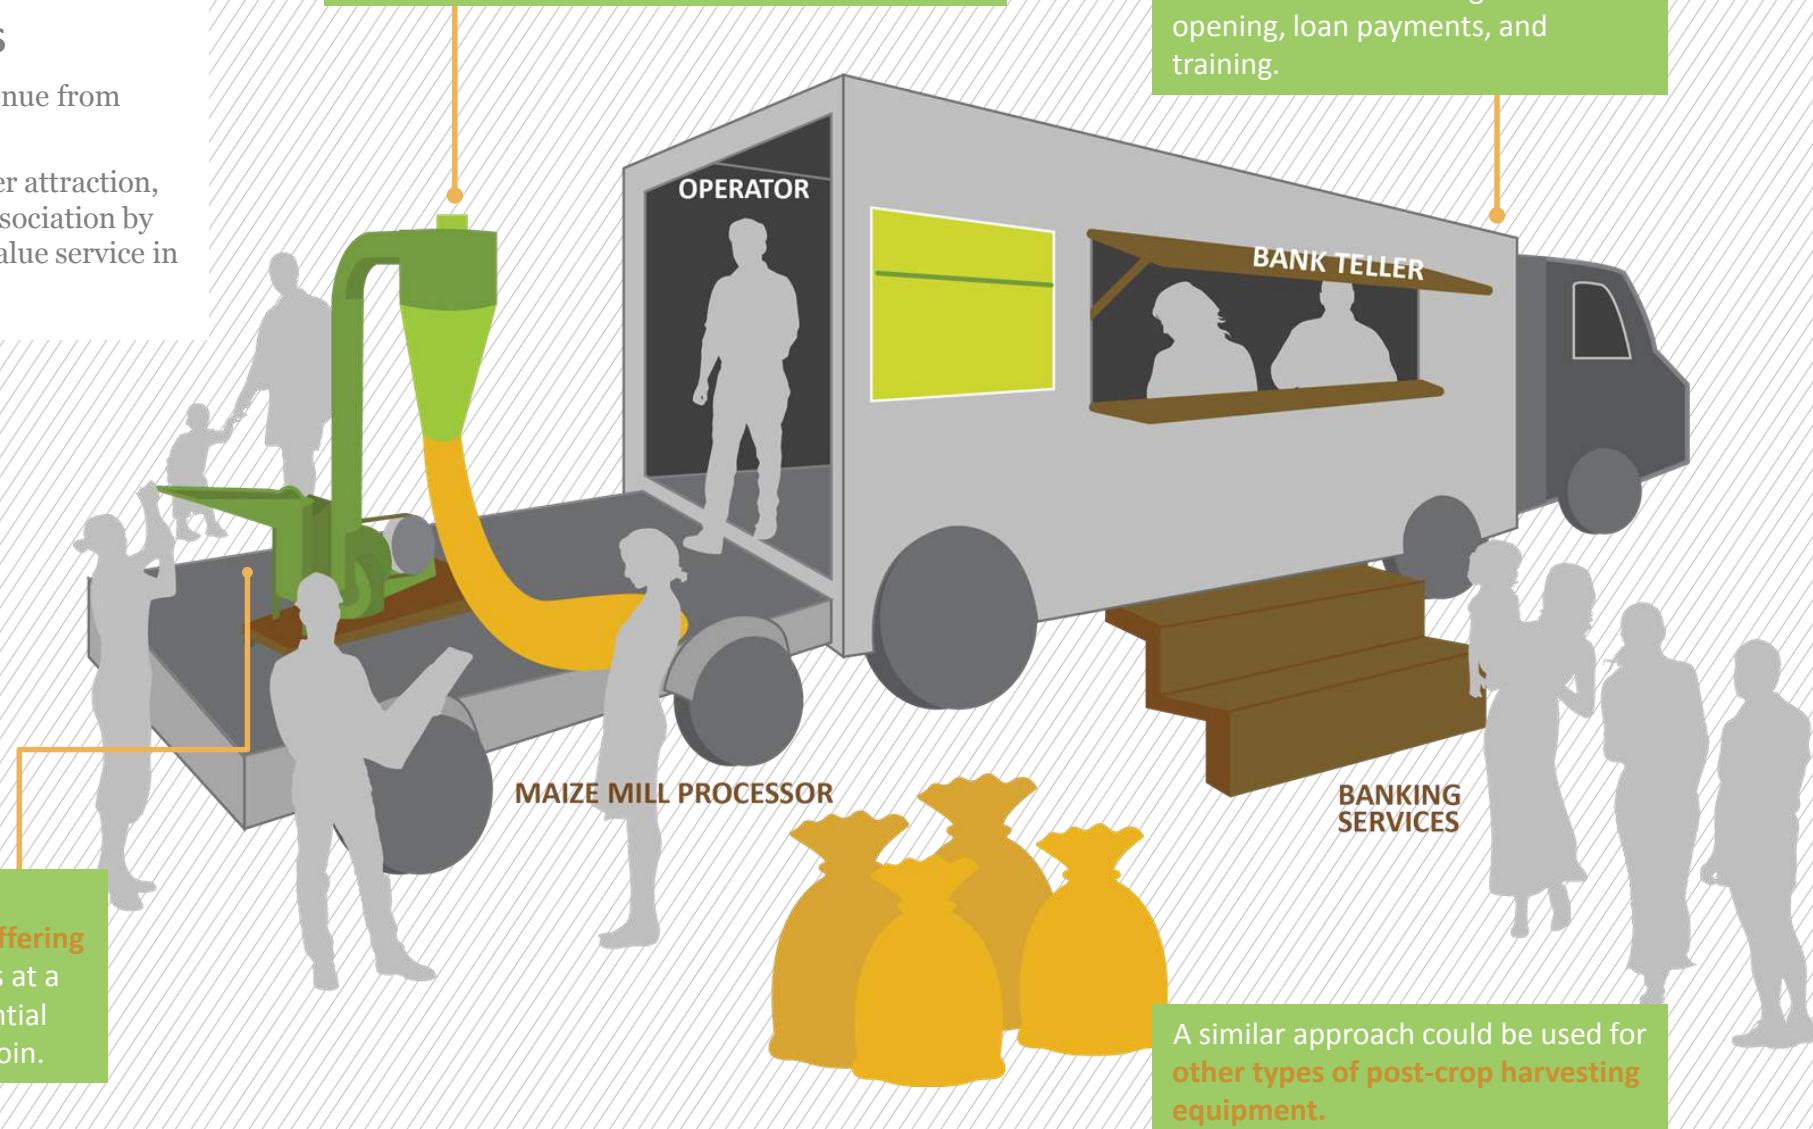 enue from
er attraction,
sociation by
alue service in
opening, loan payments, and
training.
OPERATOR
BANK TELLER
MAIZE MILL PROCESSOR
BANKING
SERVICES
ffering
s at a
ntial
oin.
A similar approach could be used for
other types of post-crop harvesting
equipment.